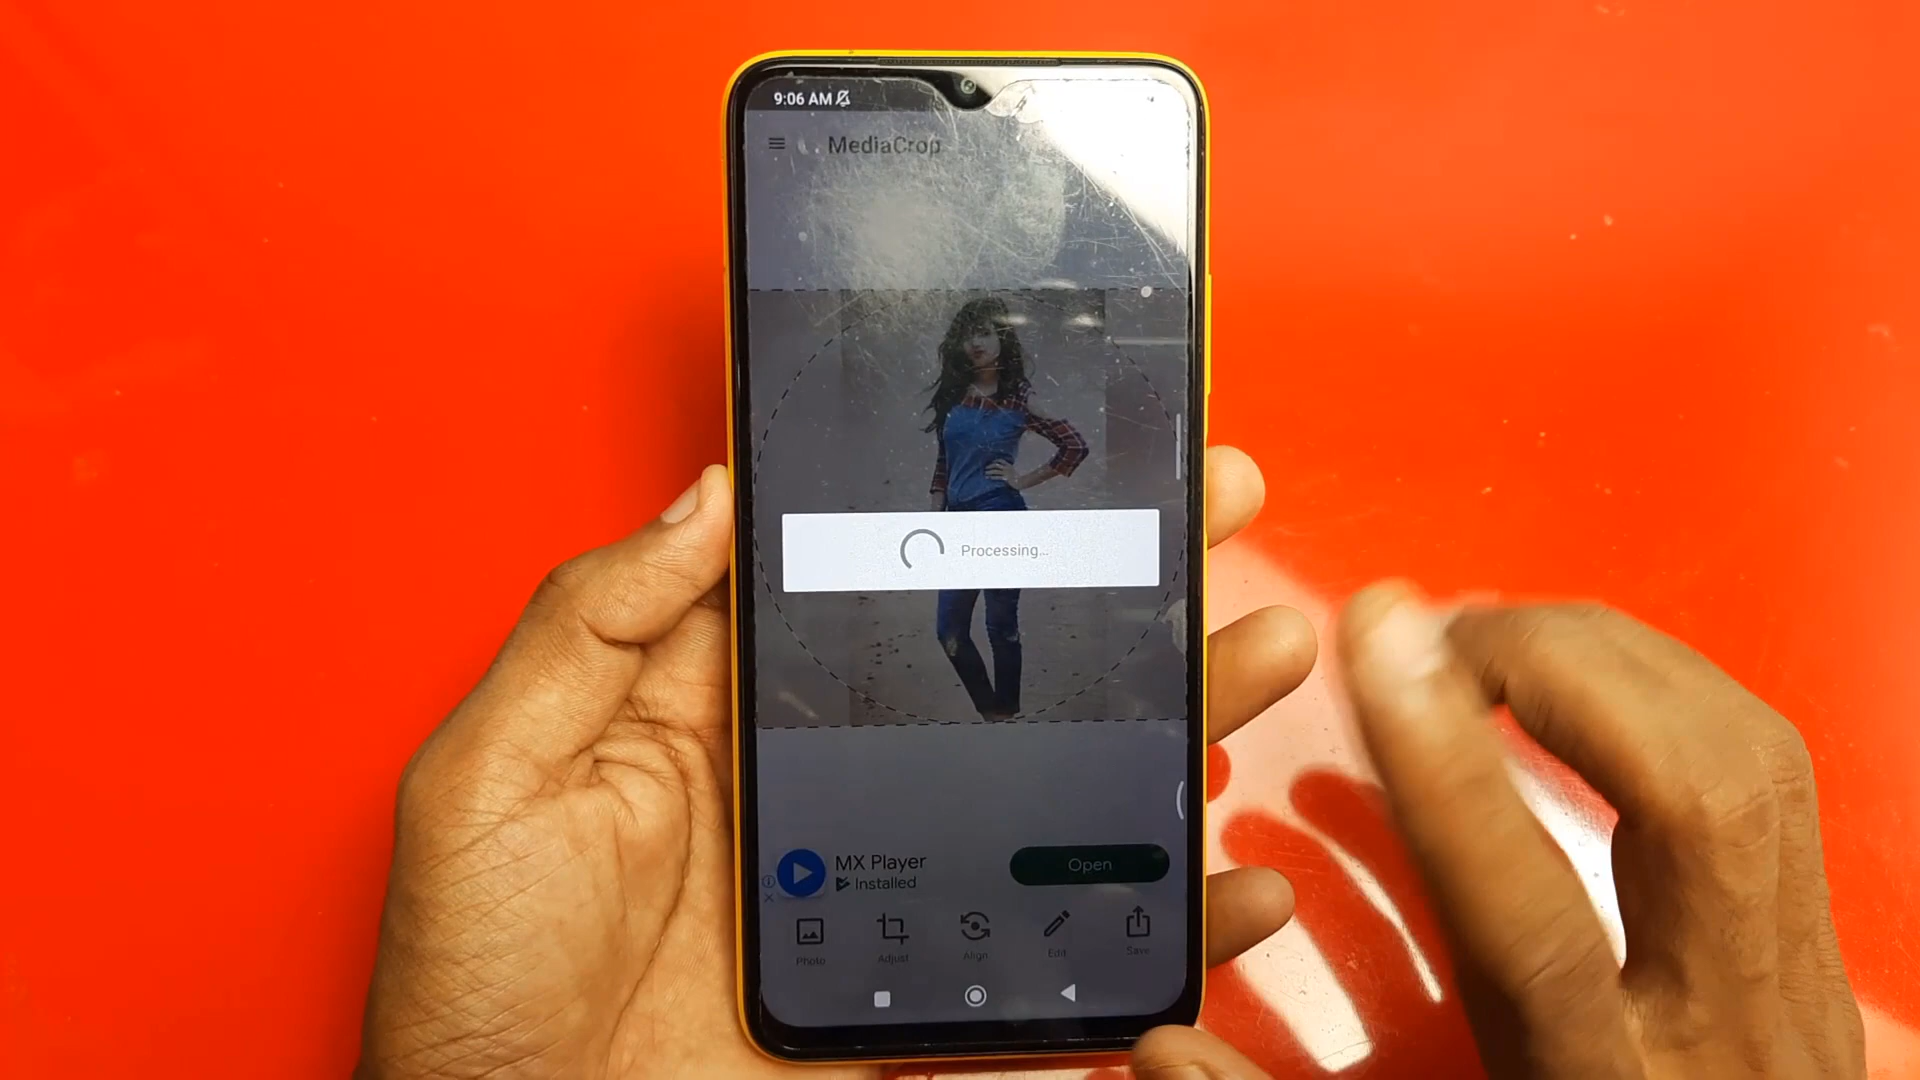 9:06 AM
MediaCrop
Processing...
MX Player
Installed
Open
Photo
Adjust
Align
Edit
Save